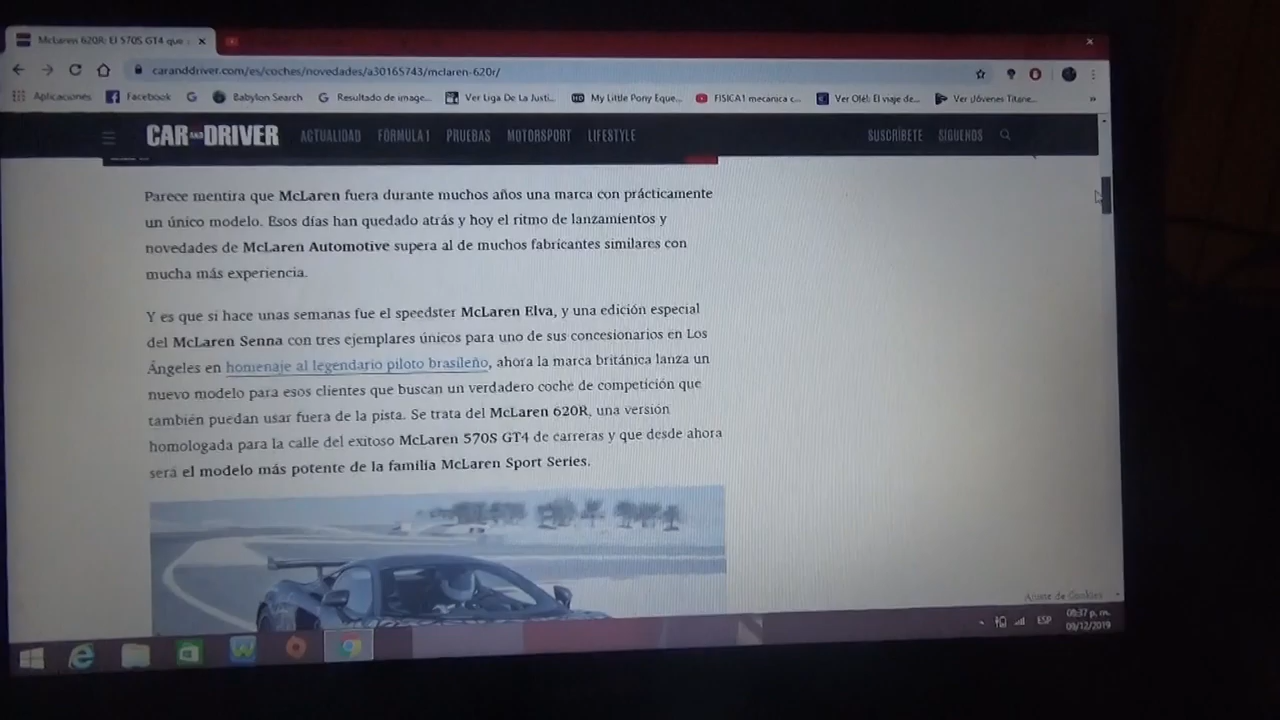 McLaren 620R: El 570S GT4 que
caranddriver.com/es/coches/novedades/a30165743/mclaren-620r/
Aplicaciones Facebook Babylon Search Resultado de image... Ver Liga De La Justi... My Little Pony Eque... FISICA1 mecanica c... Ver Olé!: El viaje de... Ver ¡Jóvenes Titane... »
CAR AND DRIVER ACTUALIDAD FÓRMULA 1 PRUEBAS MOTORSPORT LIFESTYLE SUSCRÍBETE SÍGUENOS
Parece mentira que McLaren fuera durante muchos años una marca con prácticamente
un único modelo. Esos días han quedado atrás y hoy el ritmo de lanzamientos y
novedades de McLaren Automotive supera al de muchos fabricantes similares con
mucha más experiencia.
Y es que si hace unas semanas fue el speedster McLaren Elva, y una edición especial
del McLaren Senna con tres ejemplares únicos para uno de sus concesionarios en Los
Ángeles en homenaje al legendario piloto brasileño, ahora la marca británica lanza un
nuevo modelo para esos clientes que buscan un verdadero coche de competición que
también puedan usar fuera de la pista. Se trata del McLaren 620R, una versión
homologada para la calle del exitoso McLaren 570S GT4 de carreras y que desde ahora
será el modelo más potente de la familia McLaren Sport Series.
Ajuste de Cookies
ESP 08:37 p.m.
09/12/2019